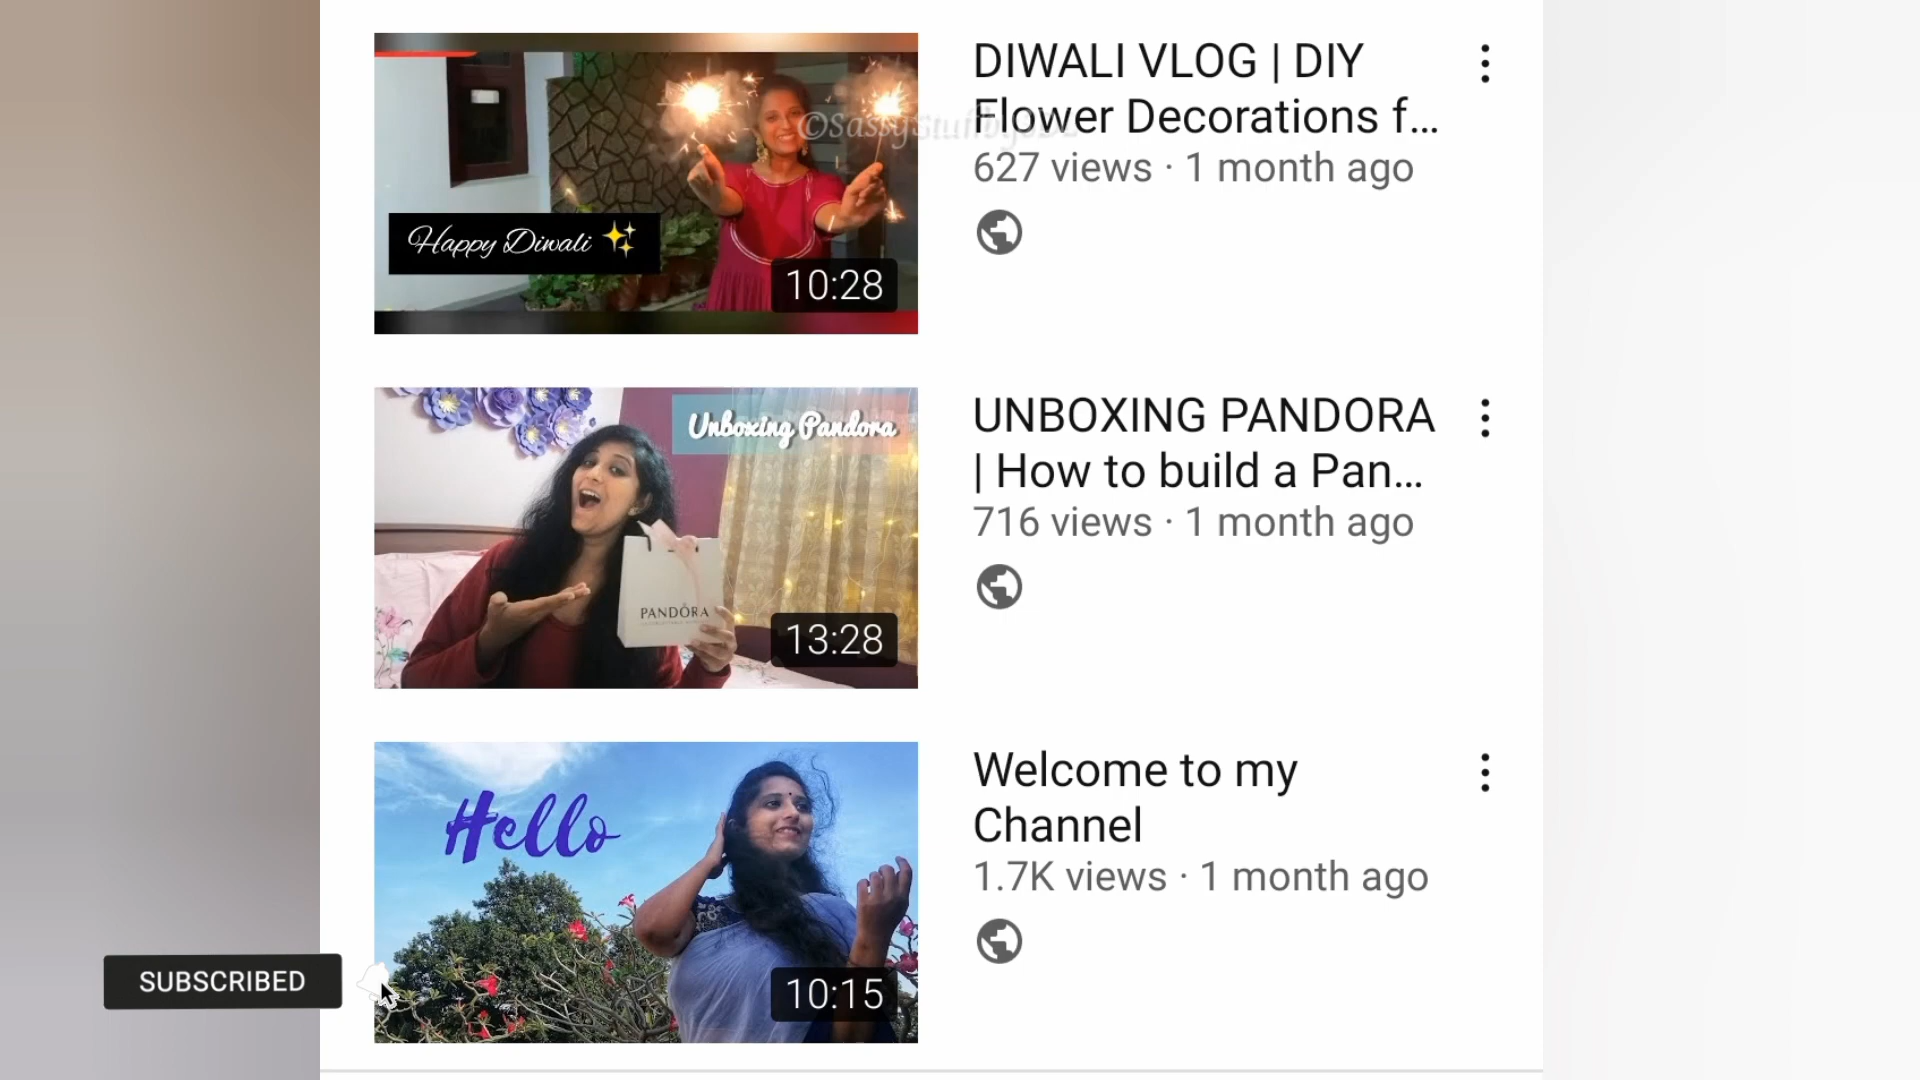 DIWALI VLOG | DIY
Flower Decorations f...
627 views · 1 month ago
Happy Diwali ✨
10:28
Unboxing Pandora
PANDÖRA
13:28
UNBOXING PANDORA
| How to build a Pan...
716 views · 1 month ago
Hello
10:15
Welcome to my
Channel
1.7K views · 1 month ago
SUBSCRIBED